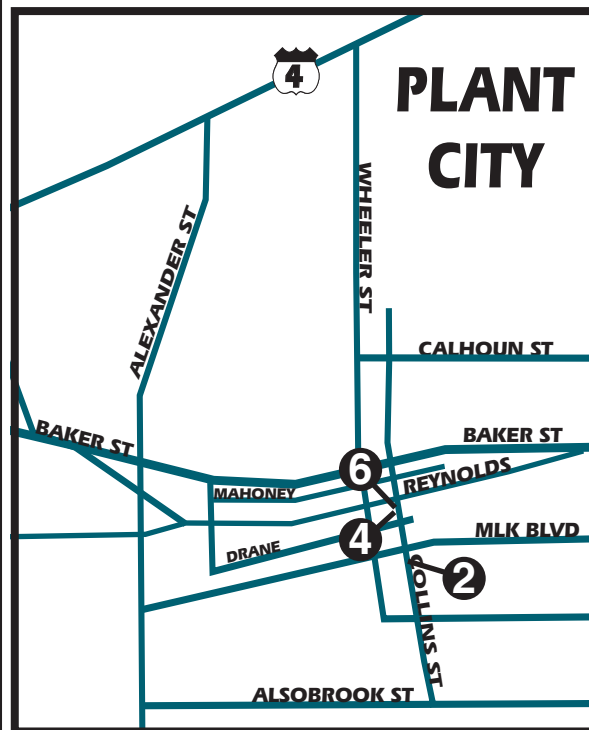 4
PLANT
CITY
WHEELER ST
ALEXANDER ST
CALHOUN ST
BAKER ST
BAKER ST
6
REYNOLDS
MAHONEY
4
MLK BLVD
DRANE
2
COLLINS ST
ALSOBROOK ST